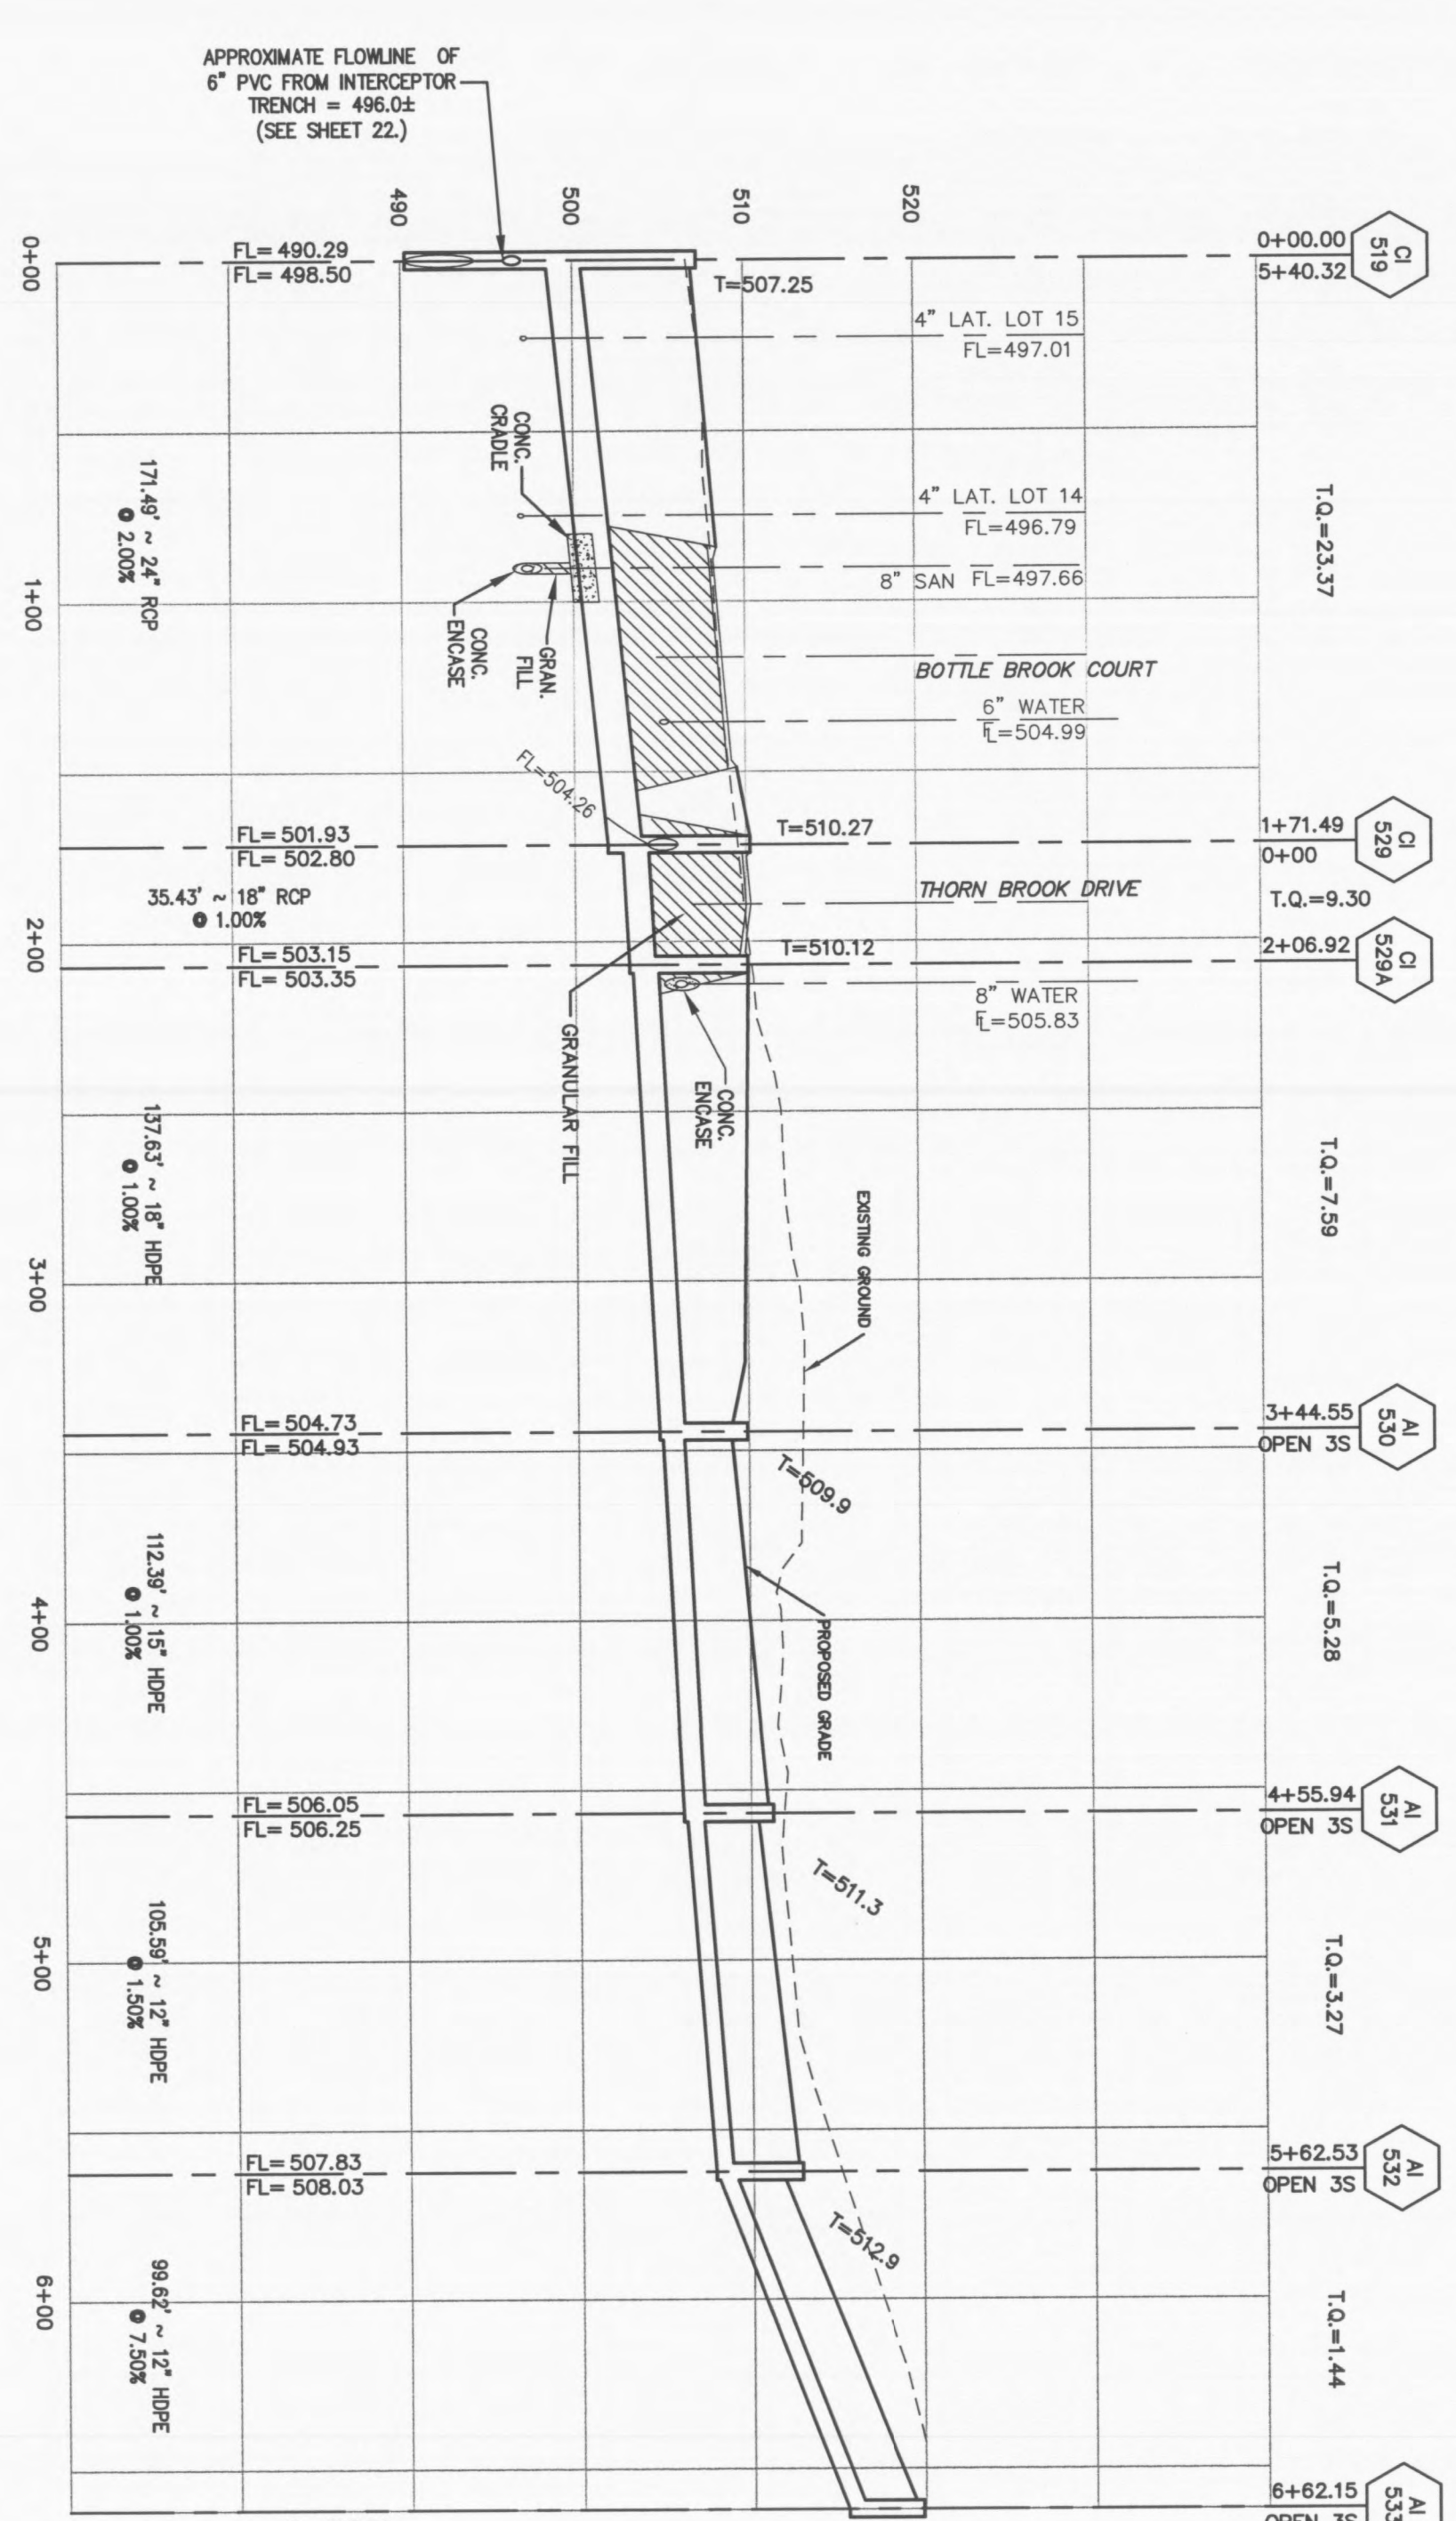 APPROXIMATE FLOWLINE OF
6" PVC FROM INTERCEPTOR
TRENCH = 496.0±
(SEE SHEET 22.)
490
500
510
520
CI
519
0+00.00
5+40.32
0+00
FL= 490.29
FL= 498.50
T=507.25
4" LAT. LOT 15
FL=497.01
CONC.
CRADLE
171.49' ~ 24" RCP
@ 2.00%
T.Q.=23.37
4" LAT. LOT 14
FL=496.79
8" SAN FL=497.66
1+00
CONC.
ENCASE
GRAN.
FILL
BOTTLE BROOK COURT
6" WATER
FL=504.99
FL=504.26
CI
529
1+71.49
0+00
FL= 501.93
FL= 502.80
T=510.27
35.43' ~ 18" RCP
@ 1.00%
THORN BROOK DRIVE
T.Q.=9.30
2+00
CI
529A
2+06.92
FL= 503.15
FL= 503.35
T=510.12
8" WATER
FL=505.83
GRANULAR FILL
CONC.
ENCASE
137.63' ~ 18" HDPE
@ 1.00%
T.Q.=7.59
EXISTING GROUND
3+00
AI
530
3+44.55
OPEN 3S
FL= 504.73
FL= 504.93
T=509.9
112.39' ~ 15" HDPE
@ 1.00%
T.Q.=5.28
4+00
PROPOSED GRADE
AI
531
4+55.94
OPEN 3S
FL= 506.05
FL= 506.25
T=511.3
105.59' ~ 12" HDPE
@ 1.50%
T.Q.=3.27
5+00
AI
532
5+62.53
OPEN 3S
FL= 507.83
FL= 508.03
T=512.9
99.62' ~ 12" HDPE
@ 7.50%
T.Q.=1.44
6+00
AI
533
6+62.15
OPEN 3S